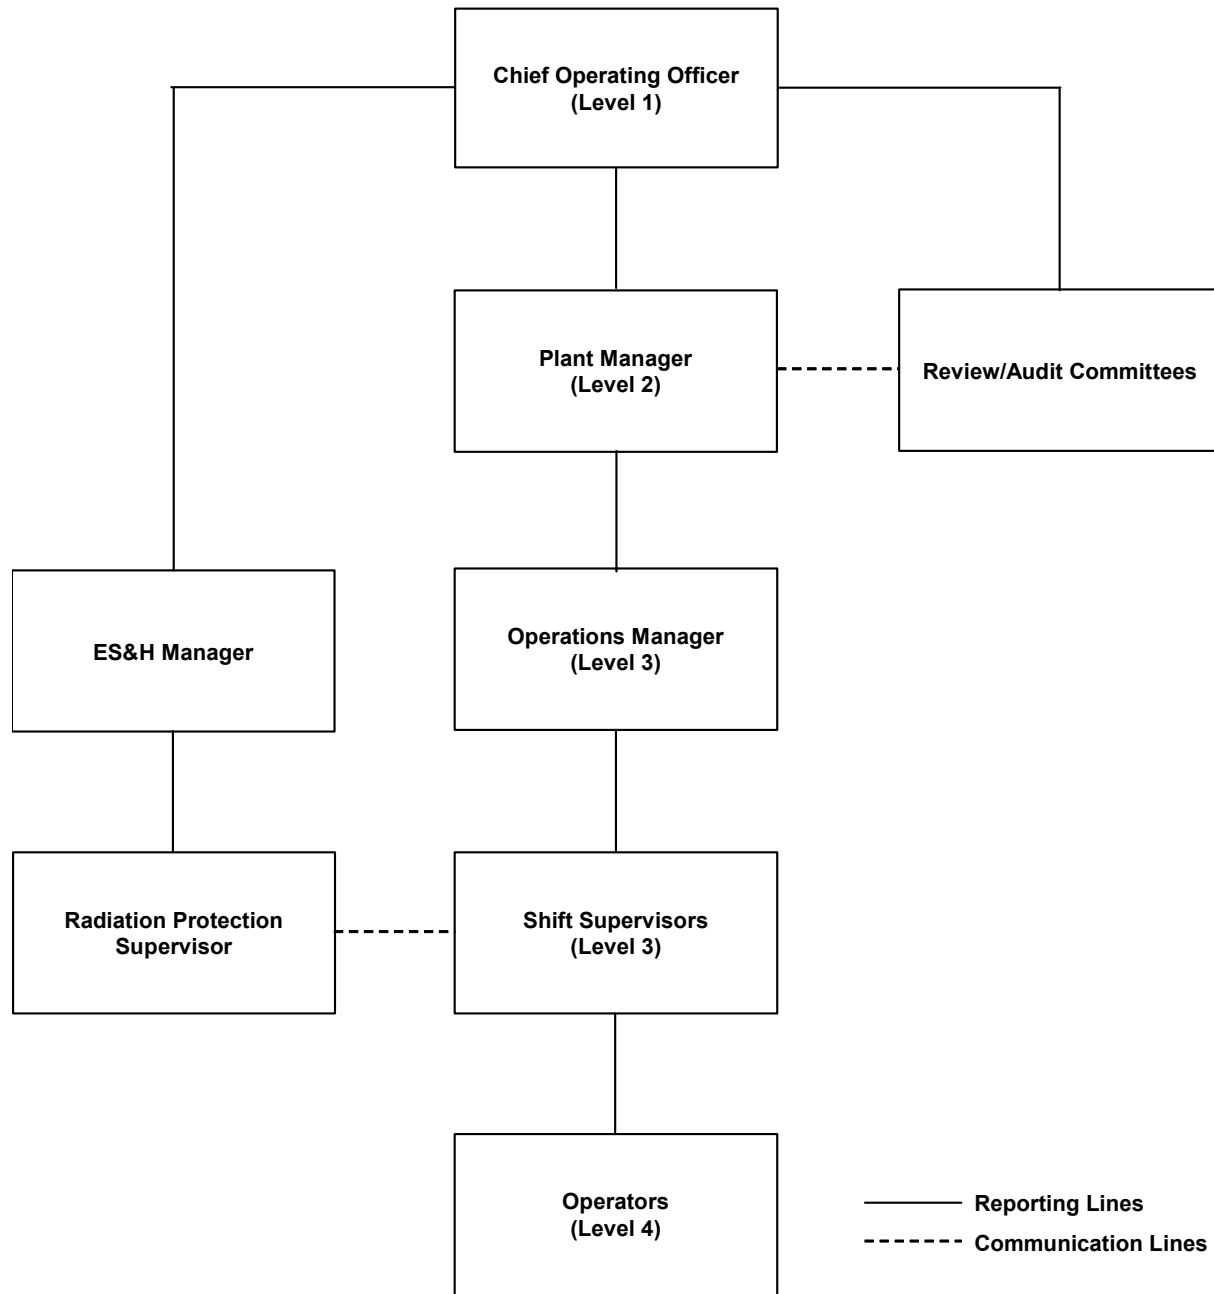 Chief Operating Officer
(Level 1)
Plant Manager
(Level 2)
Review/Audit Committees
ES&H Manager
Operations Manager
(Level 3)
Radiation Protection
Supervisor
Shift Supervisors
(Level 3)
Operators
(Level 4)
Reporting Lines
Communication Lines